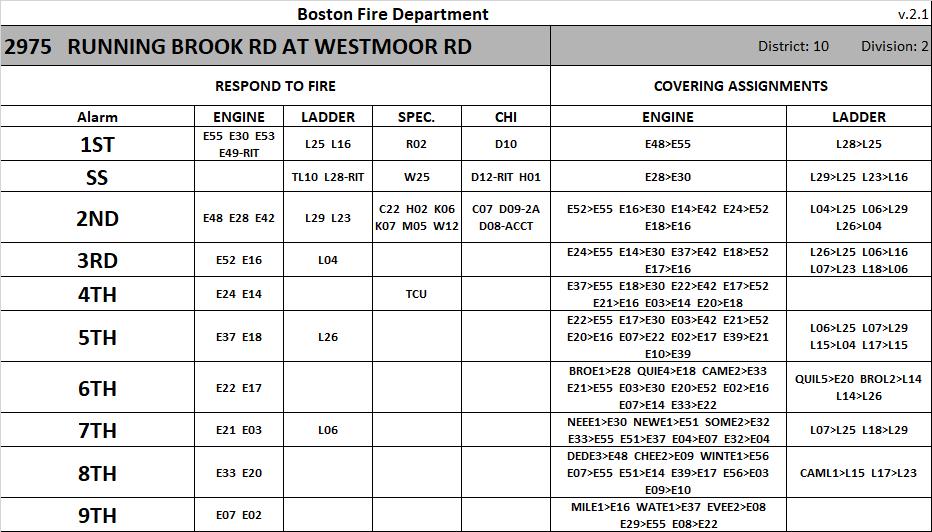 Boston Fire Department v.2.1
2975 RUNNING BROOK RD AT WESTMOOR RD District: 10 Division: 2
RESPOND TO FIRE COVERING ASSIGNMENTS
Alarm ENGINE LADDER SPEC. CHI ENGINE LADDER
1ST E55 E30 E53 E49-RIT L25 L16 R02 D10 E48>E55 L28>L25
SS TL10 L28-RIT W25 D12-RIT H01 E28>E30 L29>L25 L23>L16
2ND E48 E28 E42 L29 L23 C22 H02 K06 K07 M05 W12 C07 D09-2A D08-ACCT E52>E55 E16>E30 E14>E42 E24>E52 E18>E16 L04>L25 L06>L29 L26>L04
3RD E52 E16 L04 E24>E55 E14>E30 E37>E42 E18>E52 E17>E16 L26>L25 L06>L16 L07>L23 L18>L06
4TH E24 E14 TCU E37>E55 E18>E30 E22>E42 E17>E52 E21>E16 E03>E14 E20>E18
5TH E37 E18 L26 E22>E55 E17>E30 E03>E42 E21>E52 E20>E16 E07>E22 E02>E17 E39>E21 E10>E39 L06>L25 L07>L29 L15>L04 L17>L15
6TH E22 E17 BROE1>E28 QUIE4>E18 CAME2>E33 E21>E55 E03>E30 E20>E52 E02>E16 E07>E14 E33>E22 QUIL5>E20 BROL2>L14 L14>L26
7TH E21 E03 L06 NEEE1>E30 NEWE1>E51 SOME2>E32 E33>E55 E51>E37 E04>E07 E32>E04 L07>L25 L18>L29
8TH E33 E20 DEDE3>E48 CHEE2>E09 WINTE1>E56 E07>E55 E51>E14 E39>E17 E56>E03 E09>E10 CAML1>L15 L17>L23
9TH E07 E02 MILE1>E16 WATE1>E37 EVEE2>E08 E29>E55 E08>E22